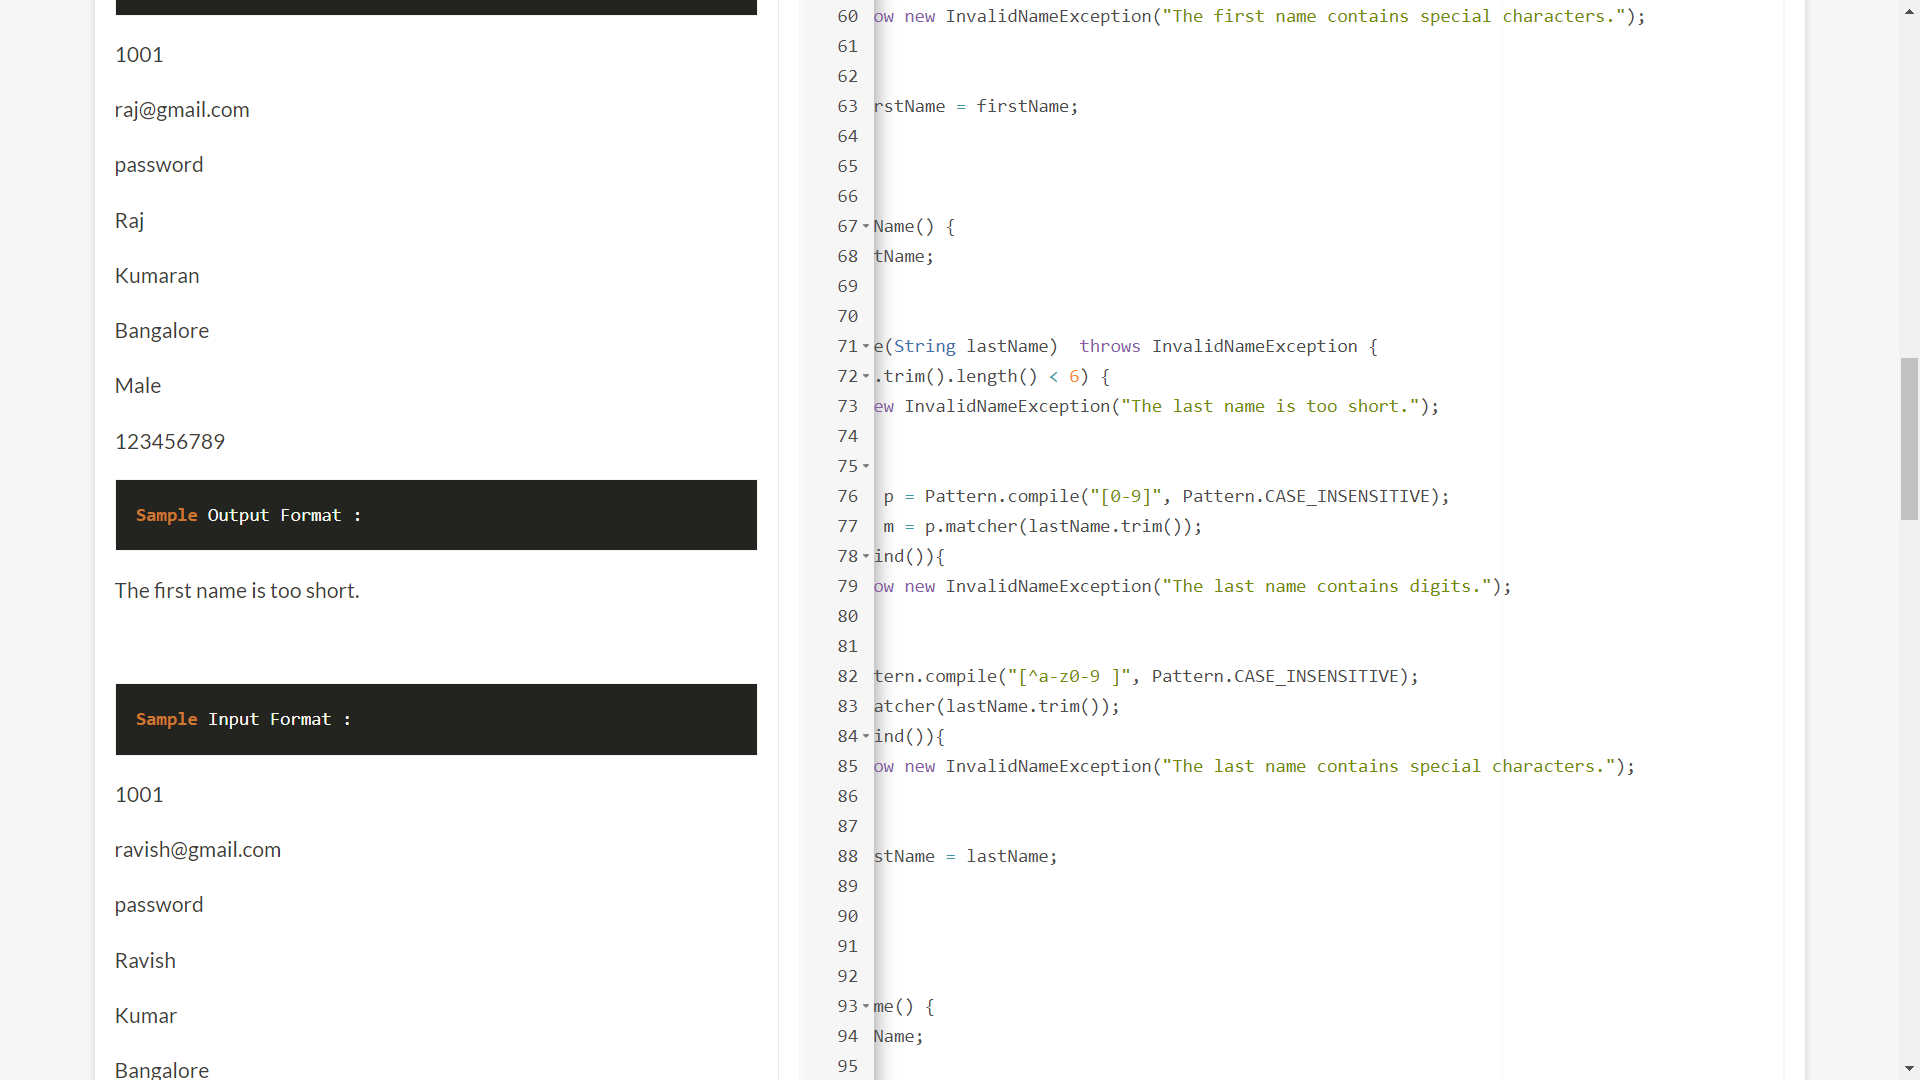 1001
raj@gmail.com
password
Raj
Kumaran
Bangalore
Male
123456789
Sample Output Format :
The first name is too short.
Sample Input Format :
1001
ravish@gmail.com
password
Ravish
Kumar
Bangalore
60 ow new InvalidNameException("The first name contains special characters.");
61
62
63 rstName = firstName;
64
65
66
67 Name() {
68 tName;
69
70
71 e(String lastName)  throws InvalidNameException {
72 .trim().length() < 6) {
73 ew InvalidNameException("The last name is too short.");
74
75
76 p = Pattern.compile("[0-9]", Pattern.CASE_INSENSITIVE);
77 m = p.matcher(lastName.trim());
78 ind()){
79 ow new InvalidNameException("The last name contains digits.");
80
81
82 tern.compile("[^a-z0-9 ]", Pattern.CASE_INSENSITIVE);
83 atcher(lastName.trim());
84 ind()){
85 ow new InvalidNameException("The last name contains special characters.");
86
87
88 stName = lastName;
89
90
91
92
93 me() {
94 Name;
95